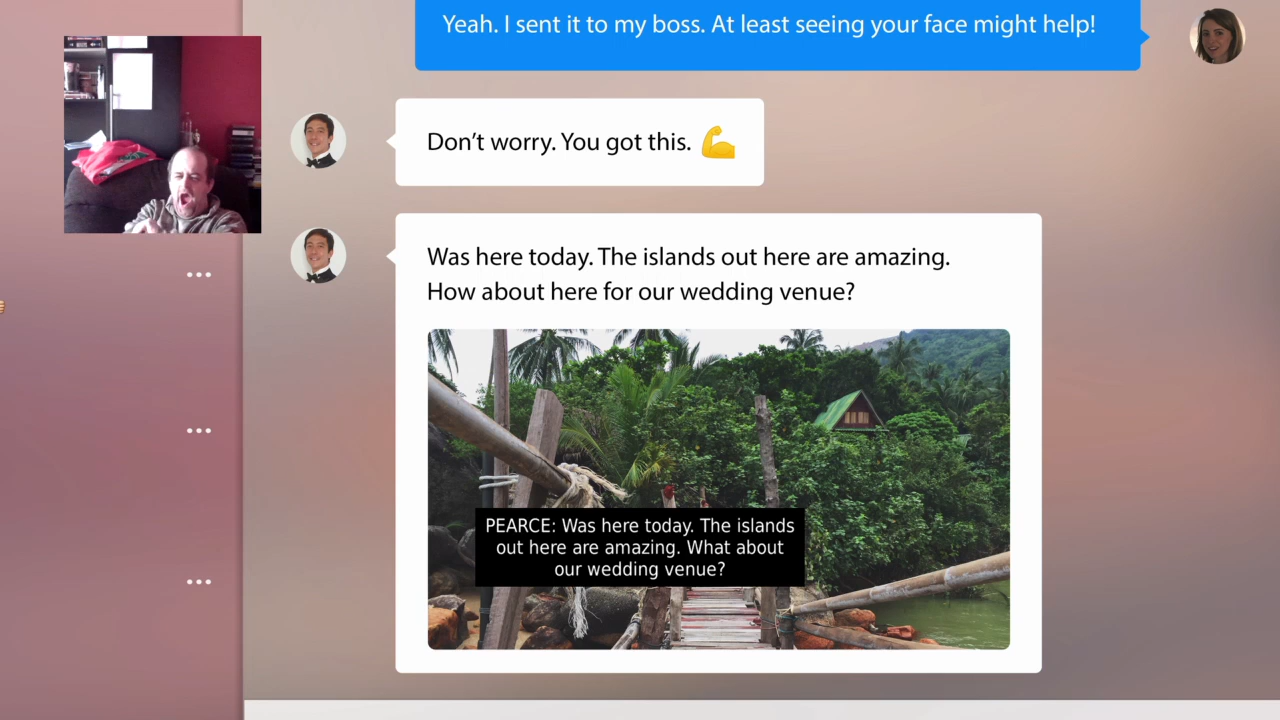 Yeah. I sent it to my boss. At least seeing your face might help!
Don’t worry. You got this. 💪
Was here today. The islands out here are amazing.
How about here for our wedding venue?
PEARCE: Was here today. The islands
out here are amazing. What about
our wedding venue?